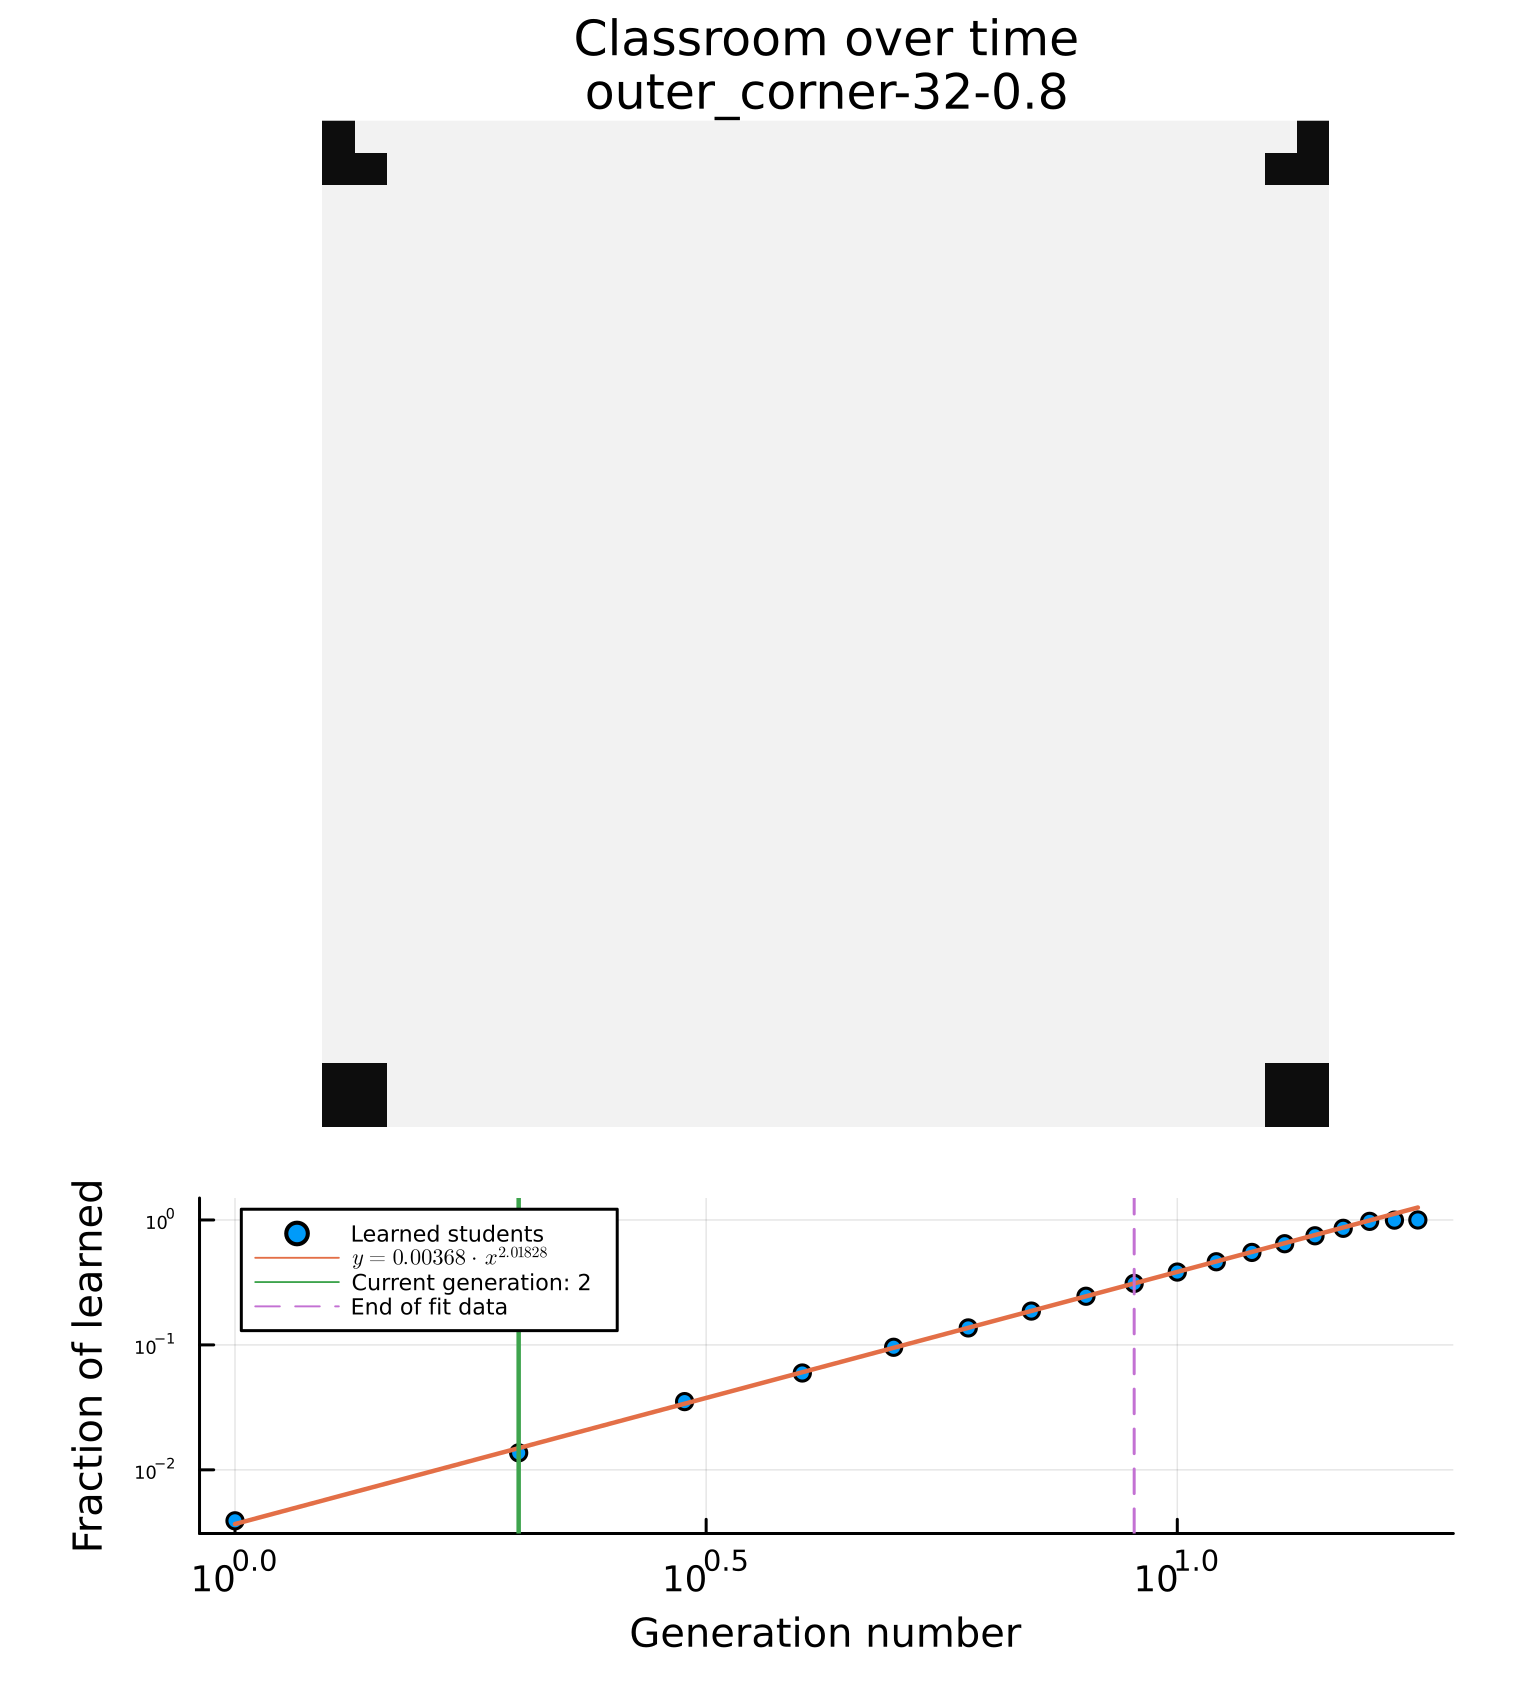 Classroom over time
outer_corner-32-0.8
Fraction of learned
10⁰
10⁻¹
10⁻²
Learned students
y = 0.00368 · x^2.01828
Current generation: 2
End of fit data
10^0.0
10^0.5
10^1.0
Generation number